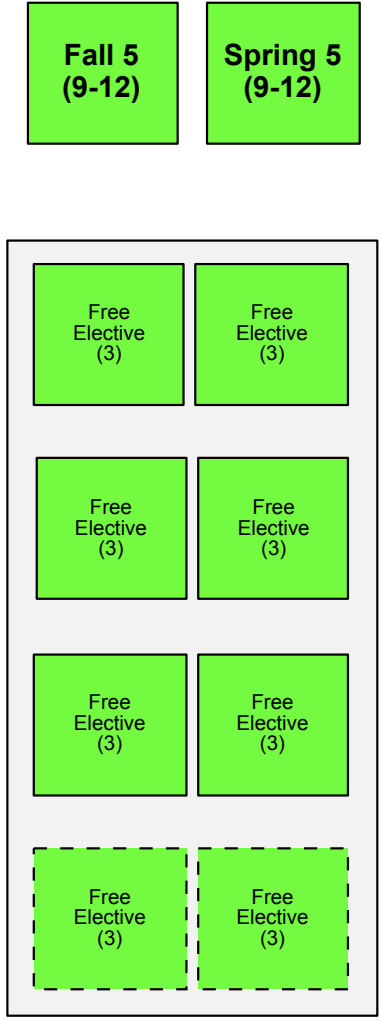 Fall 5
(9-12)
Spring 5
(9-12)
Free
Elective
(3)
Free
Elective
(3)
Free
Elective
(3)
Free
Elective
(3)
Free
Elective
(3)
Free
Elective
(3)
Free
Elective
(3)
Free
Elective
(3)